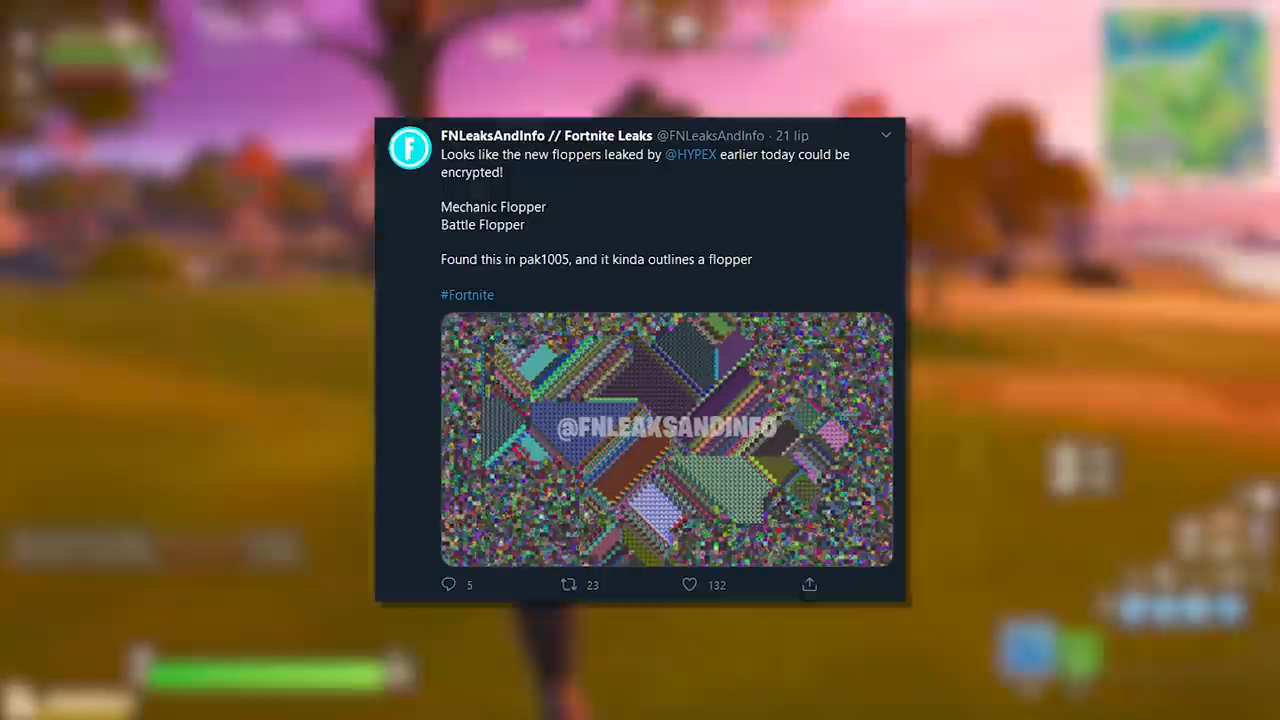 FNLeaksAndInfo // Fortnite Leaks @FNLeaksAndInfo · 21 lip
Looks like the new floppers leaked by @HYPEX earlier today could be
encrypted!
Mechanic Flopper
Battle Flopper
Found this in pak1005, and it kinda outlines a flopper
#Fortnite
@FNLEAKSANDINFO
5 23 132